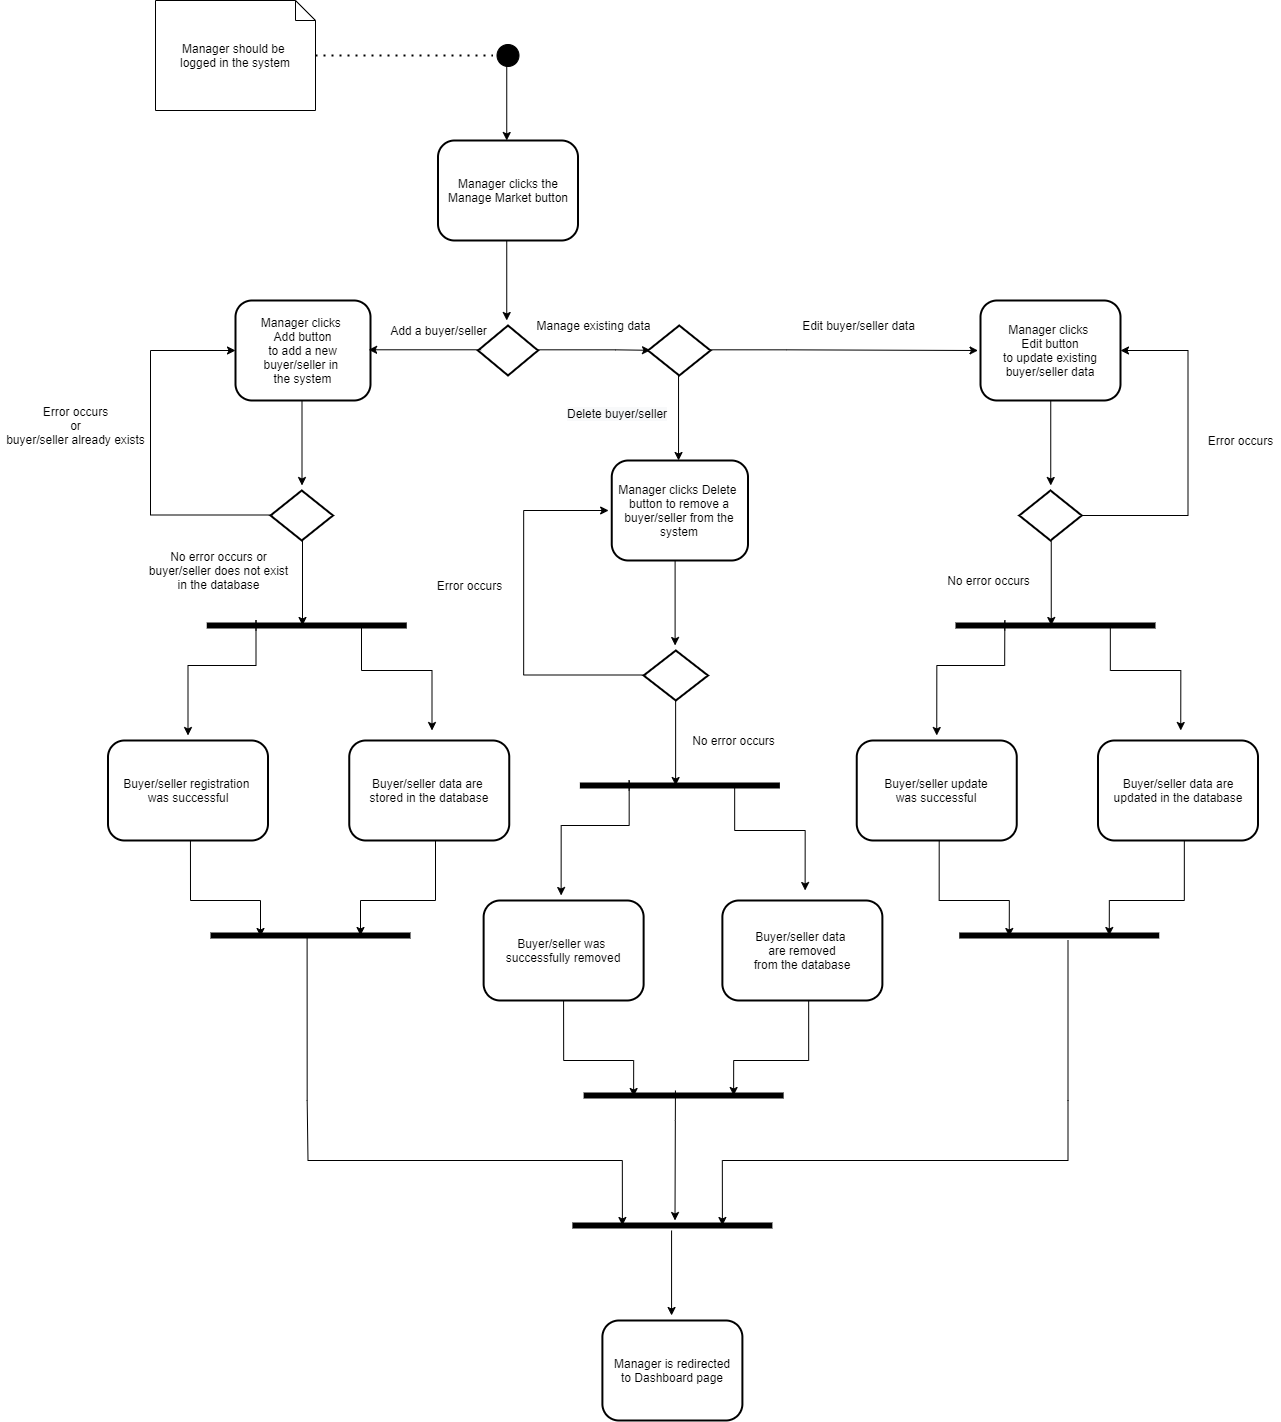 Manager should be
logged in the system
Manager clicks the
Manage Market button
Add a buyer/seller
Manage existing data
Edit buyer/seller data
Manager clicks
Add button
to add a new
buyer/seller in
the system
Manager clicks
Edit button
to update existing
buyer/seller data
Error occurs
or
buyer/seller already exists
Delete buyer/seller
Error occurs
Manager clicks Delete
button to remove a
buyer/seller from the
system
No error occurs or
buyer/seller does not exist
in the database
Error occurs
No error occurs
No error occurs
Buyer/seller registration
was successful
Buyer/seller data are
stored in the database
Buyer/seller update
was successful
Buyer/seller data are
updated in the database
Buyer/seller was
successfully removed
Buyer/seller data
are removed
from the database
Manager is redirected
to Dashboard page